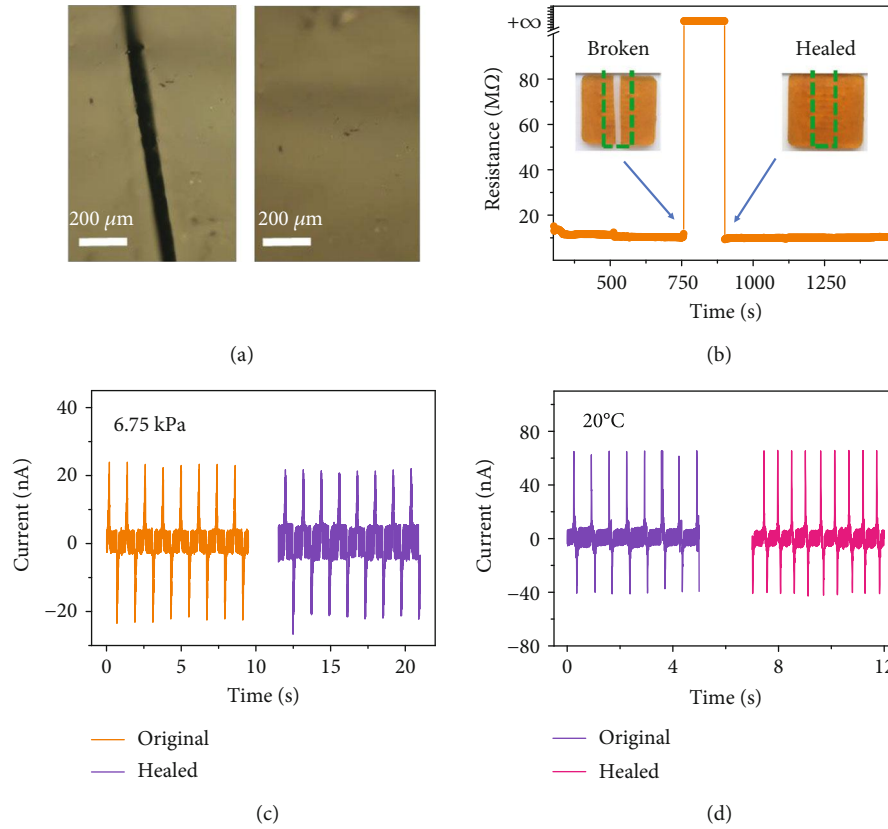 200 μm
200 μm
(a)
+∞
80
60
40
20
Resistance (MΩ)
Broken
Healed
500
750
1000
1250
Time (s)
(b)
40
20
0
−20
Current (nA)
6.75 kPa
0
5
10
15
20
Time (s)
Original
Healed
(c)
80
40
0
−40
−80
Current (nA)
20°C
0
4
8
12
Time (s)
Original
Healed
(d)